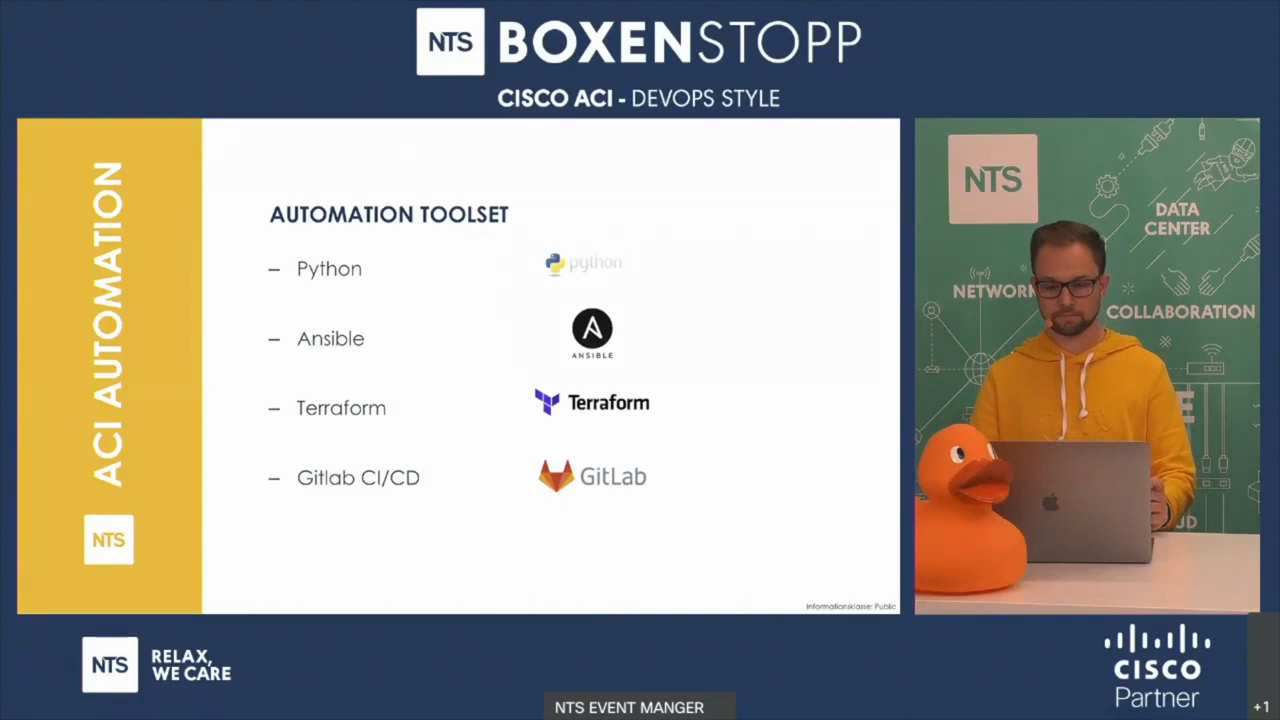 NTS BOXENSTOPP
CISCO ACI - DEVOPS STYLE
ACI AUTOMATION
NTS
AUTOMATION TOOLSET
– Python
python
– Ansible
ANSIBLE
– Terraform
Terraform
– Gitlab CI/CD
GitLab
Informationsklasse: Public
NTS
DATA
CENTER
NETWORK
COLLABORATION
NTS
RELAX,
WE CARE
CISCO
Partner
NTS EVENT MANGER
+1